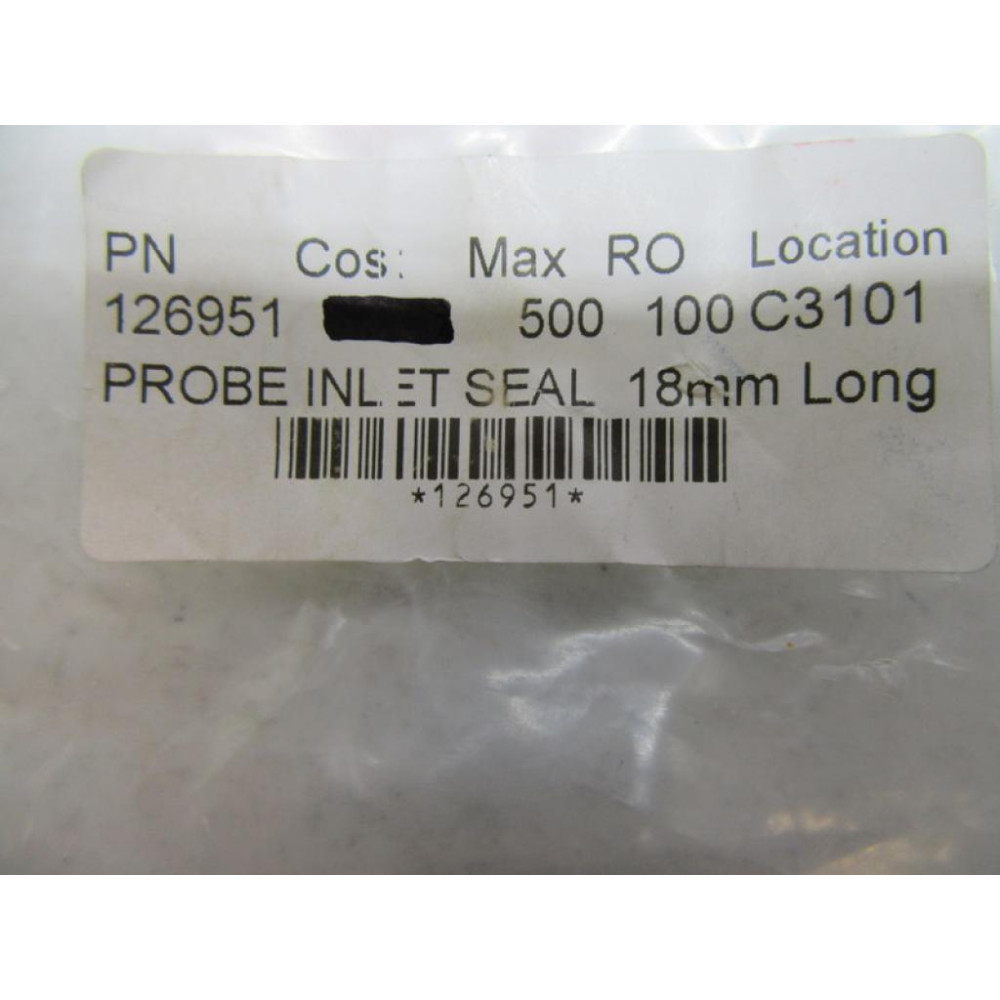 PN Cost Max RO Location
126951 500 100 C3101
PROBE INLET SEAL 18mm Long
*126951*